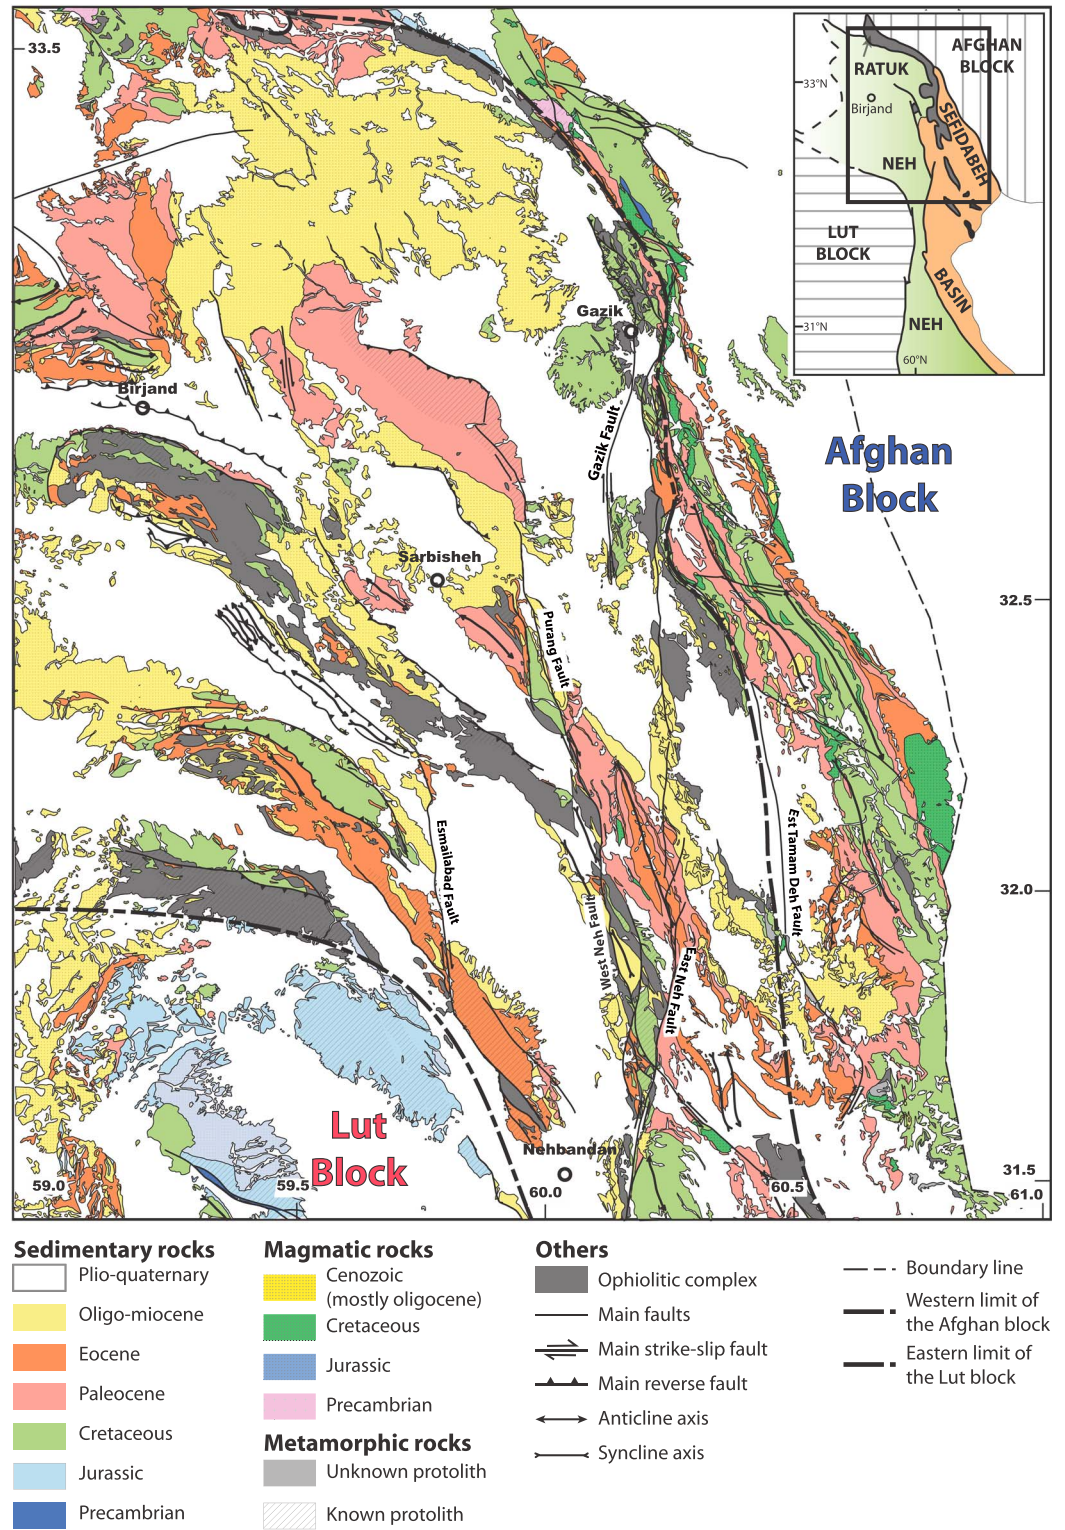 33.5
AFGHAN
BLOCK
RATUK
33°N
Birjand
SEFIDABEH
NEH
LUT
BLOCK
BASIN
31°N
NEH
60°N
Gazik
Birjand
Gazik Fault
Afghan
Block
Sarbisheh
32.5
Purang Fault
Esmailabad Fault
Est Tamam Deh Fault
32.0
West Neh Fault
East Neh Fault
Lut
Block
Nehbandan
31.5
59.0
59.5
60.0
60.5
61.0
Sedimentary rocks
Plio-quaternary
Oligo-miocene
Eocene
Paleocene
Cretaceous
Jurassic
Precambrian
Magmatic rocks
Cenozoic
(mostly oligocene)
Cretaceous
Jurassic
Precambrian
Metamorphic rocks
Unknown protolith
Known protolith
Others
Ophiolitic complex
Main faults
Main strike-slip fault
Main reverse fault
Anticline axis
Syncline axis
Boundary line
Western limit of
the Afghan block
Eastern limit of
the Lut block